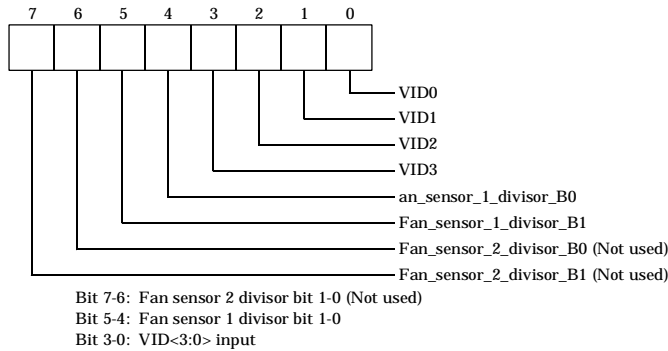 7 6 5 4 3 2 1 0
VID0
VID1
VID2
VID3
an_sensor_1_divisor_B0
Fan_sensor_1_divisor_B1
Fan_sensor_2_divisor_B0 (Not used)
Fan_sensor_2_divisor_B1 (Not used)
Bit 7-6: Fan sensor 2 divisor bit 1-0 (Not used)
Bit 5-4: Fan sensor 1 divisor bit 1-0
Bit 3-0: VID<3:0> input